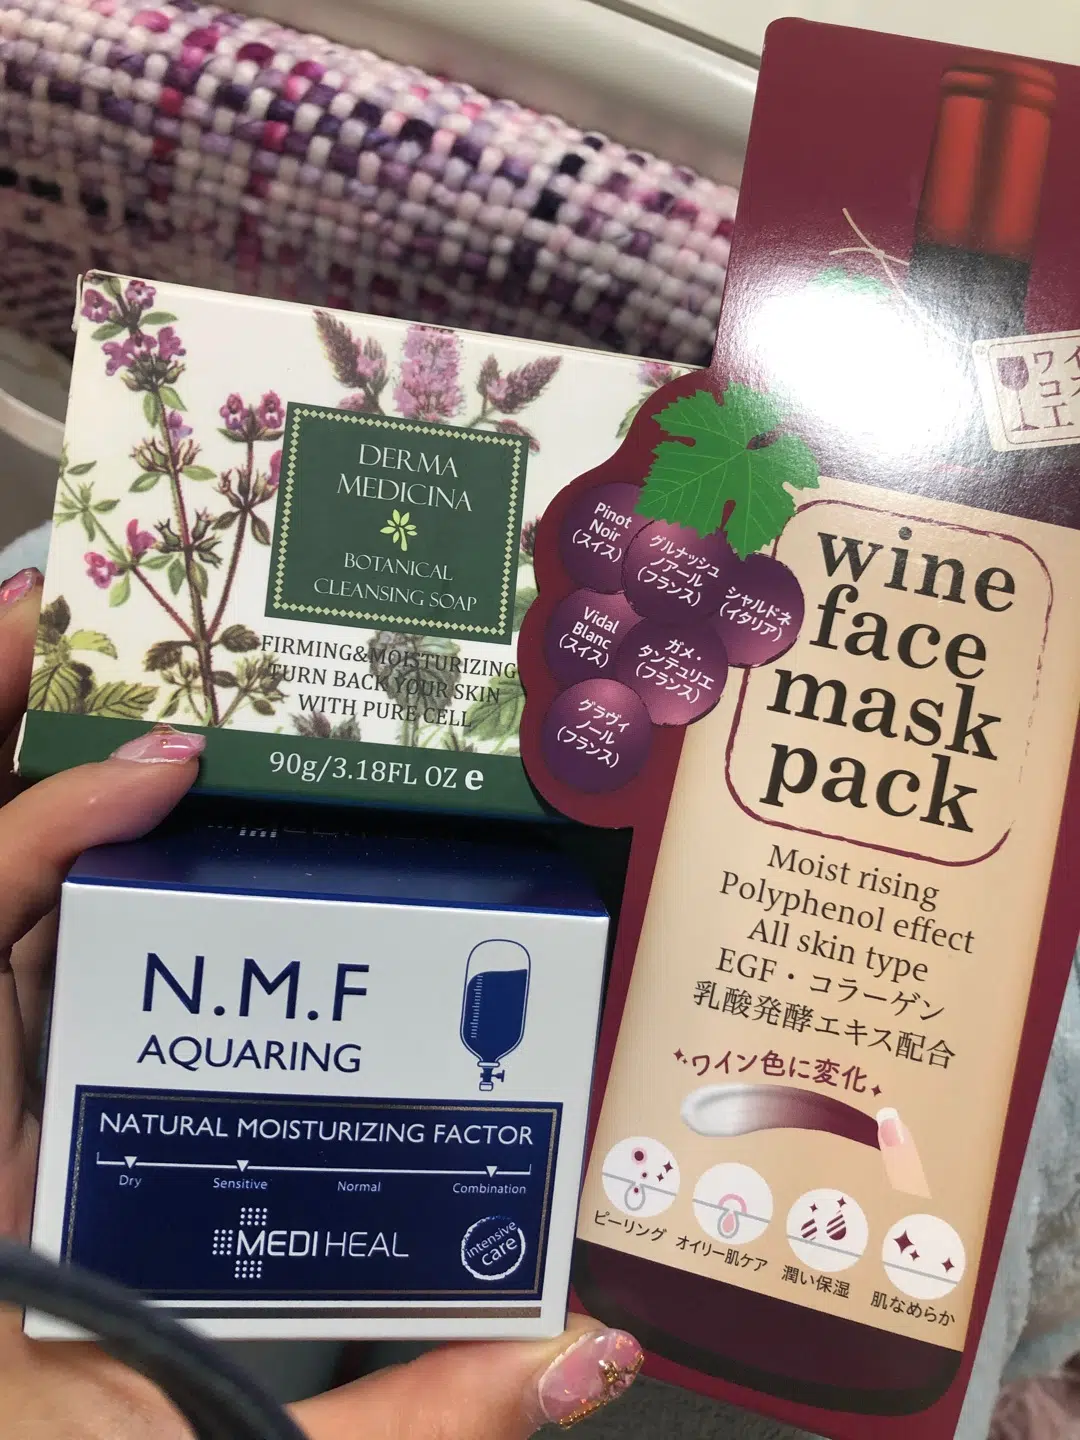 DERMA
MEDICINA
BOTANICAL
CLEANSING SOAP
FIRMING&MOISTURIZING
TURN BACK YOUR SKIN
WITH PURE CELL
90g/3.18FL OZ e
N.M.F
AQUARING
NATURAL MOISTURIZING FACTOR
Dry
Sensitive
Normal
Combination
MEDIHEAL
intensive
care
Pinot
Noir
(スイス)
グルナッシュ
ノアール
(フランス)
シャルドネ
(イタリア)
Vidal
Blanc
(スイス)
ガメ・
タンテュリエ
(フランス)
グラヴィ
ノール
(フランス)
wine
face
mask
pack
Moist rising
Polyphenol effect
All skin type
EGF・コラーゲン
乳酸発酵エキス配合
ワイン色に変化
ピーリング
オイリー肌ケア
潤い保湿
肌なめらか